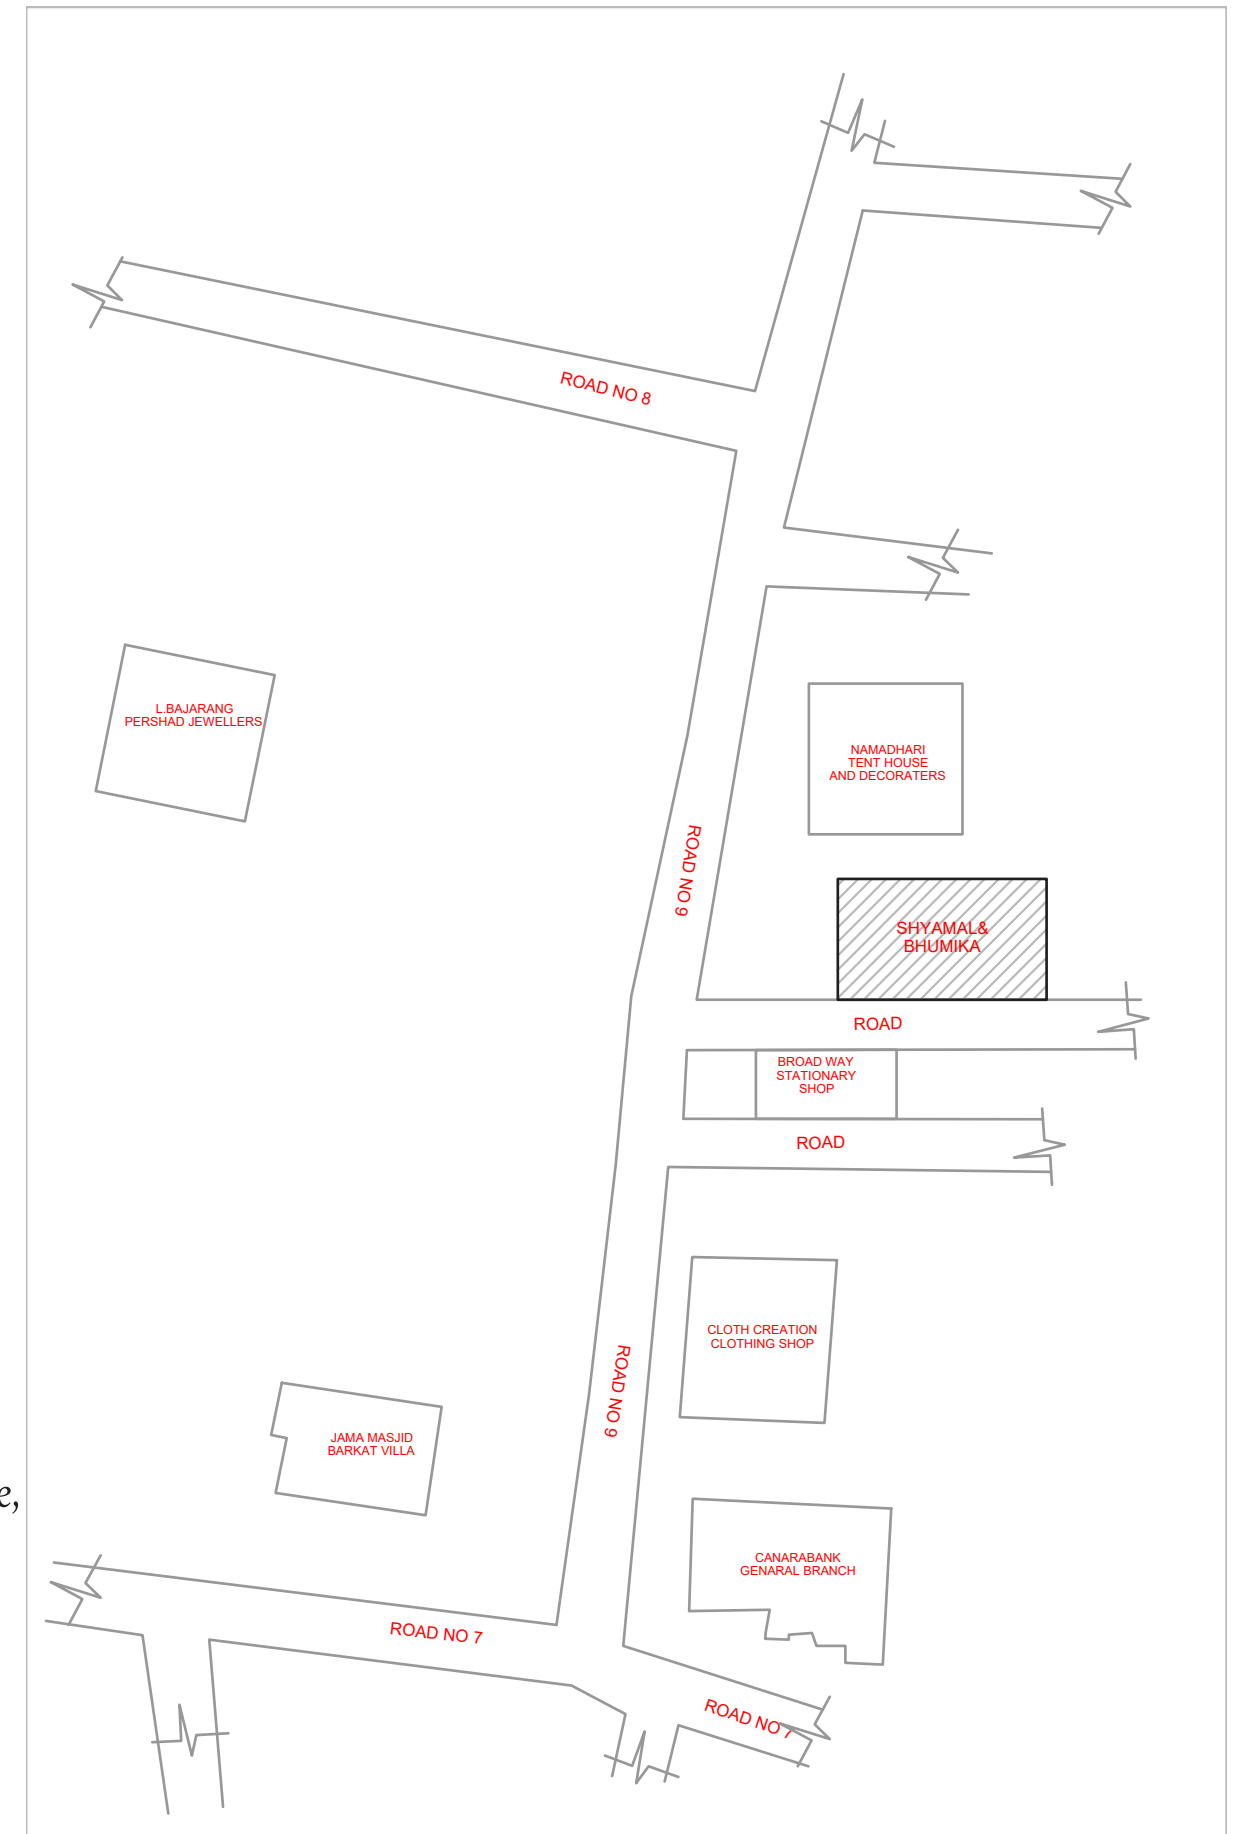 ROAD NO 8
L.BAJARANG
PERSHAD JEWELLERS
NAMADHARI
TENT HOUSE
AND DECORATERS
ROAD NO 9
SHYAMAL&
BHUMIKA
ROAD
BROAD WAY
STATIONARY
SHOP
ROAD
CLOTH CREATION
CLOTHING SHOP
ROAD NO 9
JAMA MASJID
BARKAT VILLA
e,
CANARABANK
GENARAL BRANCH
ROAD NO 7
ROAD NO 7